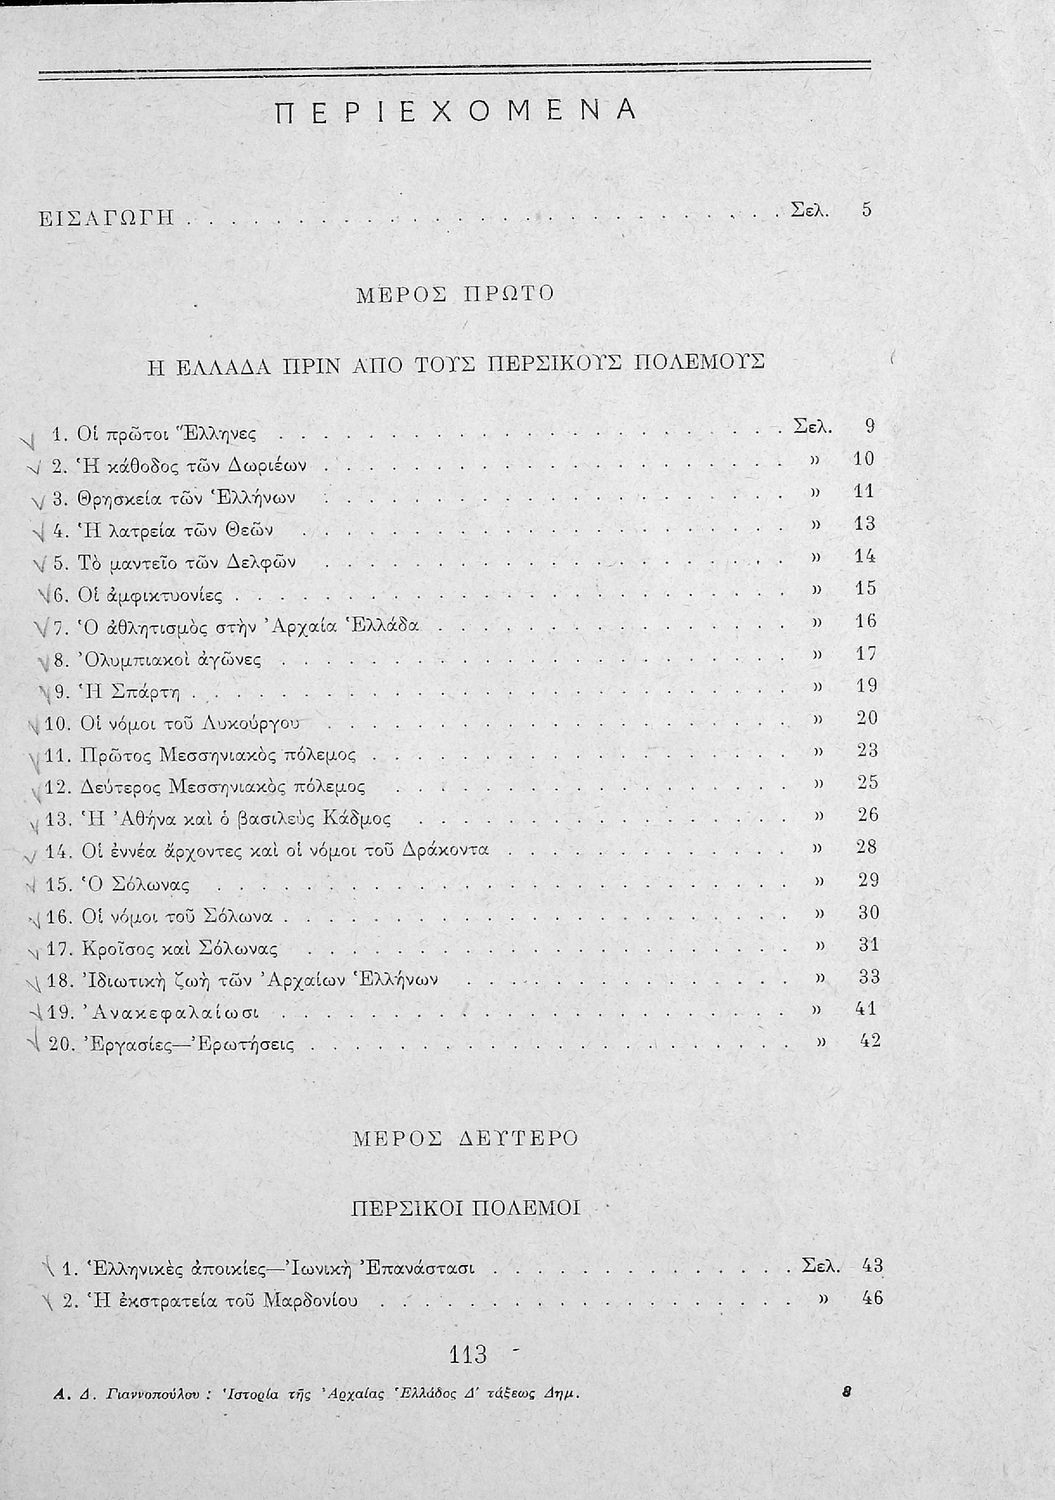 ΠΕΡΙΕΧΟΜΕΝΑ
ΕΙΣΑΓΩΓΗ . . . . . . . . . . . . . . . . . . . . . . . . . . . . Σελ. 5
ΜΕΡΟΣ ΠΡΩΤΟ
Η ΕΛΛΑΔΑ ΠΡΙΝ ΑΠΟ ΤΟΥΣ ΠΕΡΣΙΚΟΥΣ ΠΟΛΕΜΟΥΣ
1. Οἱ πρῶτοι Ἕλληνες . . . . . . . . . . . . . . . . . . . . . . . Σελ. 9
2. Ἡ κάθοδος τῶν Δωριέων . . . . . . . . . . . . . . . . . . . . . » 10
3. Θρησκεία τῶν Ἑλλήνων . . . . . . . . . . . . . . . . . . . . . » 11
4. Ἡ λατρεία τῶν Θεῶν . . . . . . . . . . . . . . . . . . . . . . » 13
5. Τὸ μαντεῖο τῶν Δελφῶν . . . . . . . . . . . . . . . . . . . . . » 14
6. Οἱ ἀμφικτυονίες . . . . . . . . . . . . . . . . . . . . . . . . . » 15
7. Ὁ ἀθλητισμὸς στὴν Ἀρχαία Ἑλλάδα . . . . . . . . . . . . . . . . » 16
8. Ὀλυμπιακοὶ ἀγῶνες . . . . . . . . . . . . . . . . . . . . . . . » 17
9. Ἡ Σπάρτη . . . . . . . . . . . . . . . . . . . . . . . . . . . » 19
10. Οἱ νόμοι τοῦ Λυκούργου . . . . . . . . . . . . . . . . . . . . . » 20
11. Πρῶτος Μεσσηνιακὸς πόλεμος . . . . . . . . . . . . . . . . . . . » 23
12. Δεύτερος Μεσσηνιακὸς πόλεμος . . . . . . . . . . . . . . . . . . » 25
13. Ἡ Ἀθήνα καὶ ὁ βασιλεὺς Κάδμος . . . . . . . . . . . . . . . . . » 26
14. Οἱ ἐννέα ἄρχοντες καὶ οἱ νόμοι τοῦ Δράκοντα . . . . . . . . . . . . . » 28
15. Ὁ Σόλωνας . . . . . . . . . . . . . . . . . . . . . . . . . . » 29
16. Οἱ νόμοι τοῦ Σόλωνα . . . . . . . . . . . . . . . . . . . . . . . » 30
17. Κροῖσος καὶ Σόλωνας . . . . . . . . . . . . . . . . . . . . . . » 31
18. Ἰδιωτικὴ ζωὴ τῶν Ἀρχαίων Ἑλλήνων . . . . . . . . . . . . . . . » 33
19. Ἀνακεφαλαίωσι . . . . . . . . . . . . . . . . . . . . . . . » 41
20. Ἐργασίες—Ἐρωτήσεις . . . . . . . . . . . . . . . . . . . . . . » 42
ΜΕΡΟΣ ΔΕΥΤΕΡΟ
ΠΕΡΣΙΚΟΙ ΠΟΛΕΜΟΙ
1. Ἑλληνικὲς ἀποικίες—Ἰωνικὴ Ἐπανάστασι . . . . . . . . . . . . . . Σελ. 43
2. Ἡ ἐκστρατεία τοῦ Μαρδονίου . . . . . . . . . . . . . . . . . . . » 46
113
Α. Δ. Γιαννοπούλου : Ἱστορία τῆς Ἀρχαίας Ἑλλάδος Δ' τάξεως Δημ. 8